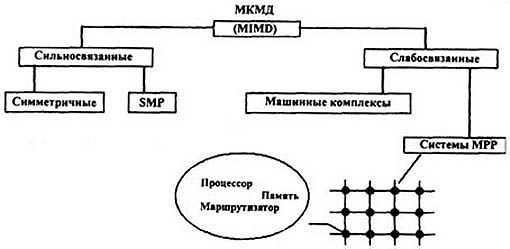 МКМД
(MIMD)
Сильносвязанные
Слабосвязанные
Симметричные
SMP
Машинные комплексы
Системы МРР
Процессор
Память
Маршрутизатор